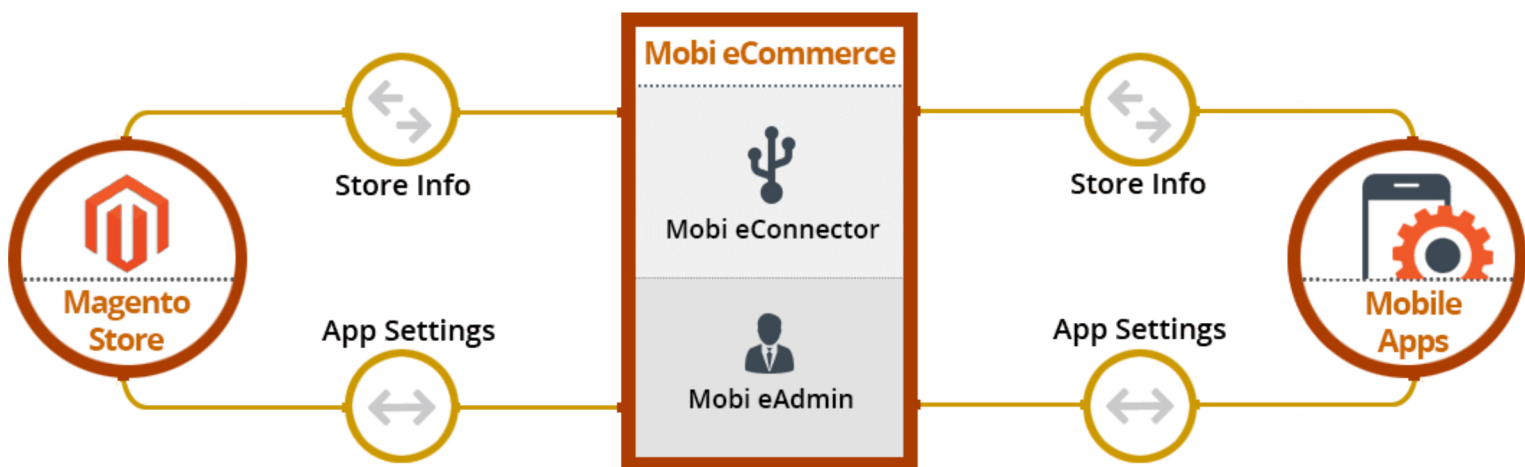 Mobi eCommerce
Store Info
Store Info
Mobi eConnector
Magento
Store
Mobile
Apps
App Settings
App Settings
Mobi eAdmin